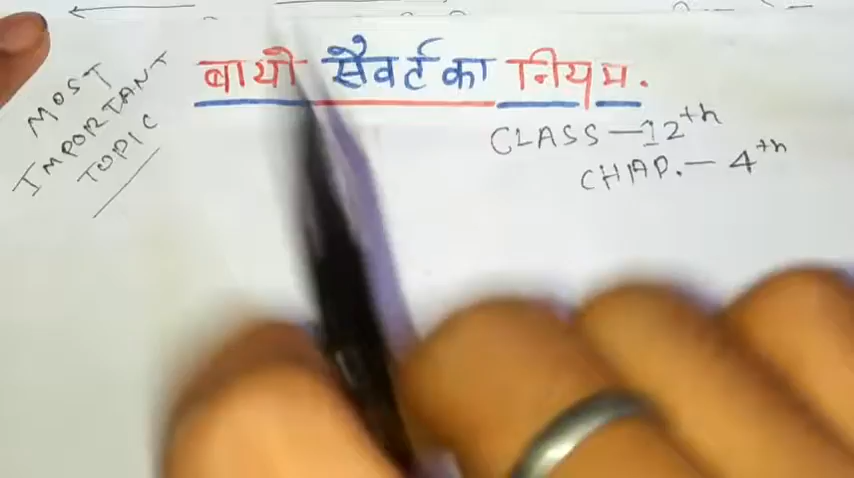 बायो सैवर्ट का नियम.
MOST
IMPORTANT
TOPIC
CLASS — 12th
CHAP. — 4th